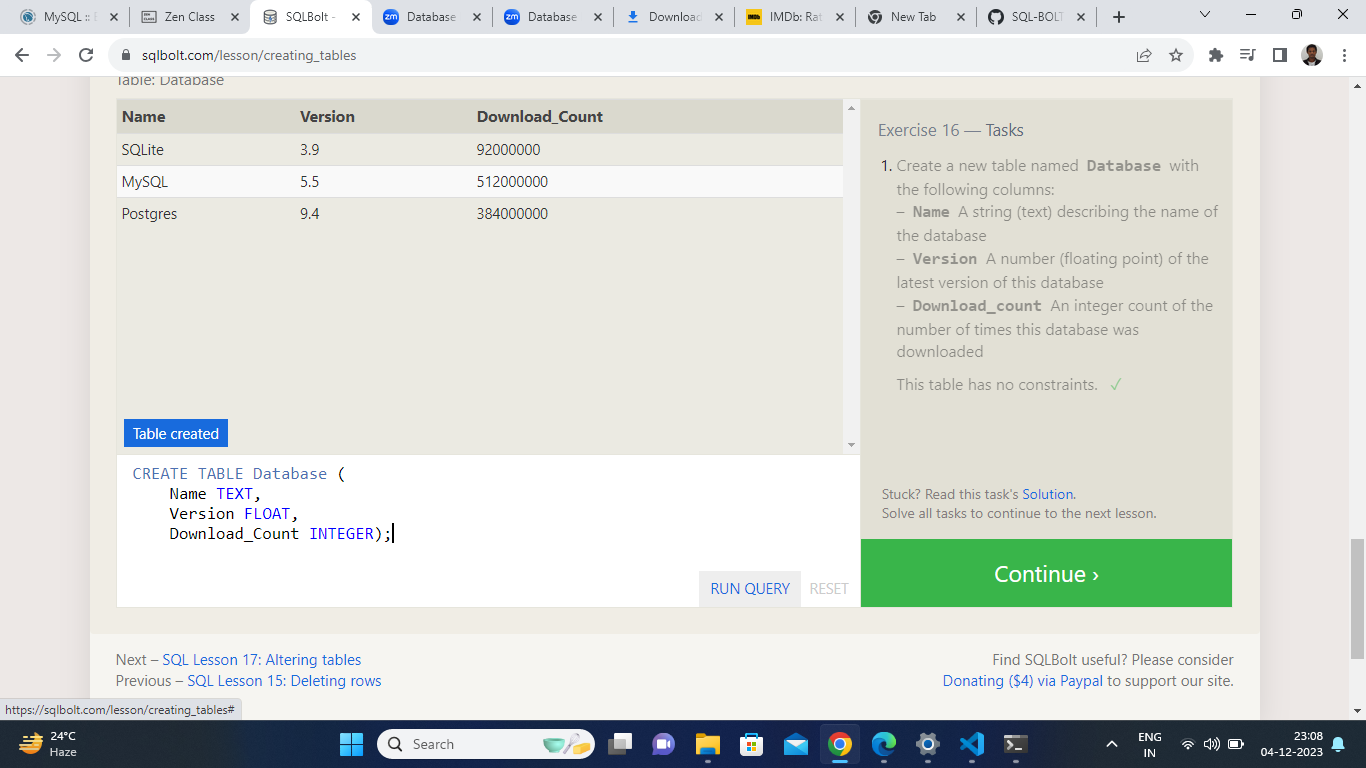 MySQL :: E
Zen Class
SQLBolt -
Database
Database
Download
IMDb: Rat
New Tab
SQL-BOLT
sqlbolt.com/lesson/creating_tables
Table: Database
Name Version Download_Count
SQLite 3.9 92000000
MySQL 5.5 512000000
Postgres 9.4 384000000
Table created
CREATE TABLE Database (
Name TEXT,
Version FLOAT,
Download_Count INTEGER);
RUN QUERY RESET
Exercise 16 — Tasks
1. Create a new table named Database with
the following columns:
– Name A string (text) describing the name of
the database
– Version A number (floating point) of the
latest version of this database
– Download_count An integer count of the
number of times this database was
downloaded
This table has no constraints. ✓
Stuck? Read this task's Solution.
Solve all tasks to continue to the next lesson.
Continue ›
Next – SQL Lesson 17: Altering tables
Previous – SQL Lesson 15: Deleting rows
Find SQLBolt useful? Please consider
Donating ($4) via Paypal to support our site.
https://sqlbolt.com/lesson/creating_tables#
24°C
Haze
Search
ENG
IN
23:08
04-12-2023